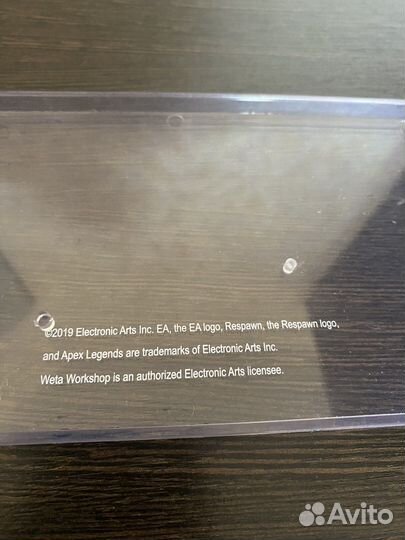 ©2019 Electronic Arts Inc. EA, the EA logo, Respawn, the Respawn logo,
and Apex Legends are trademarks of Electronic Arts Inc.
Weta Workshop is an authorized Electronic Arts licensee.
Avito